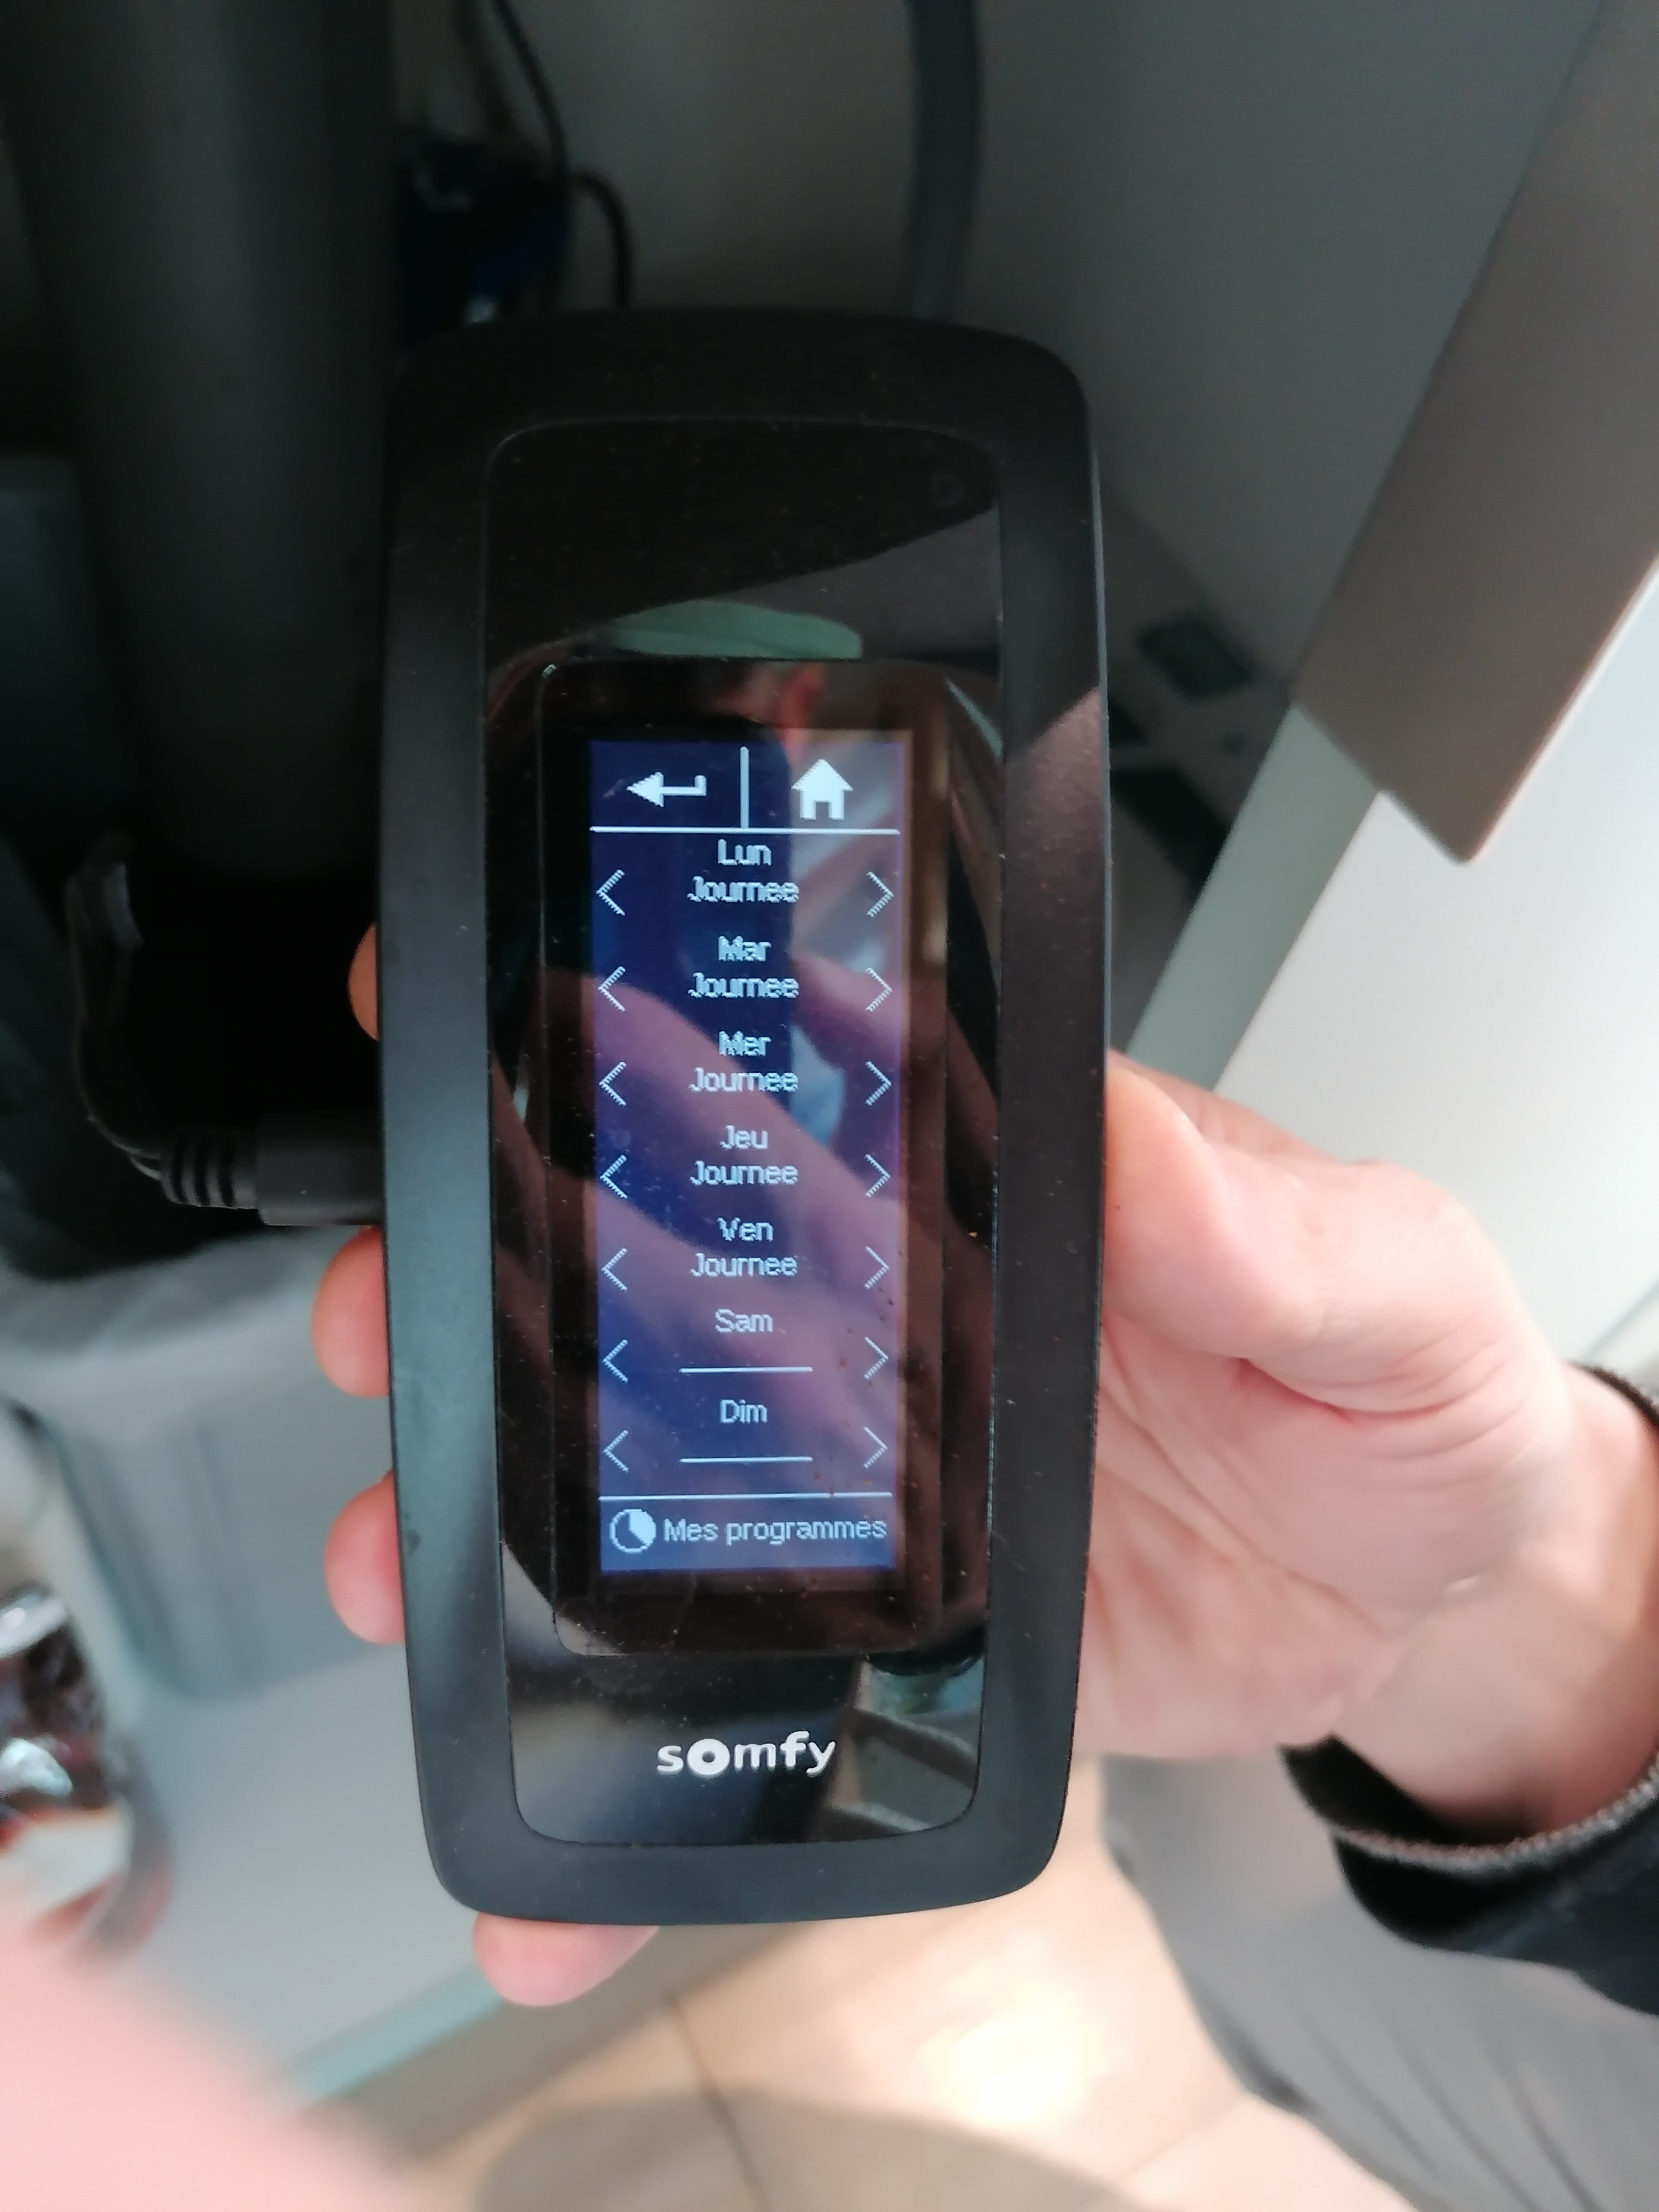 Lun
Journee
Mar
Journee
Mer
Journee
Jeu
Journee
Ven
Journee
Sam
Dim
Mes programmes
somfy